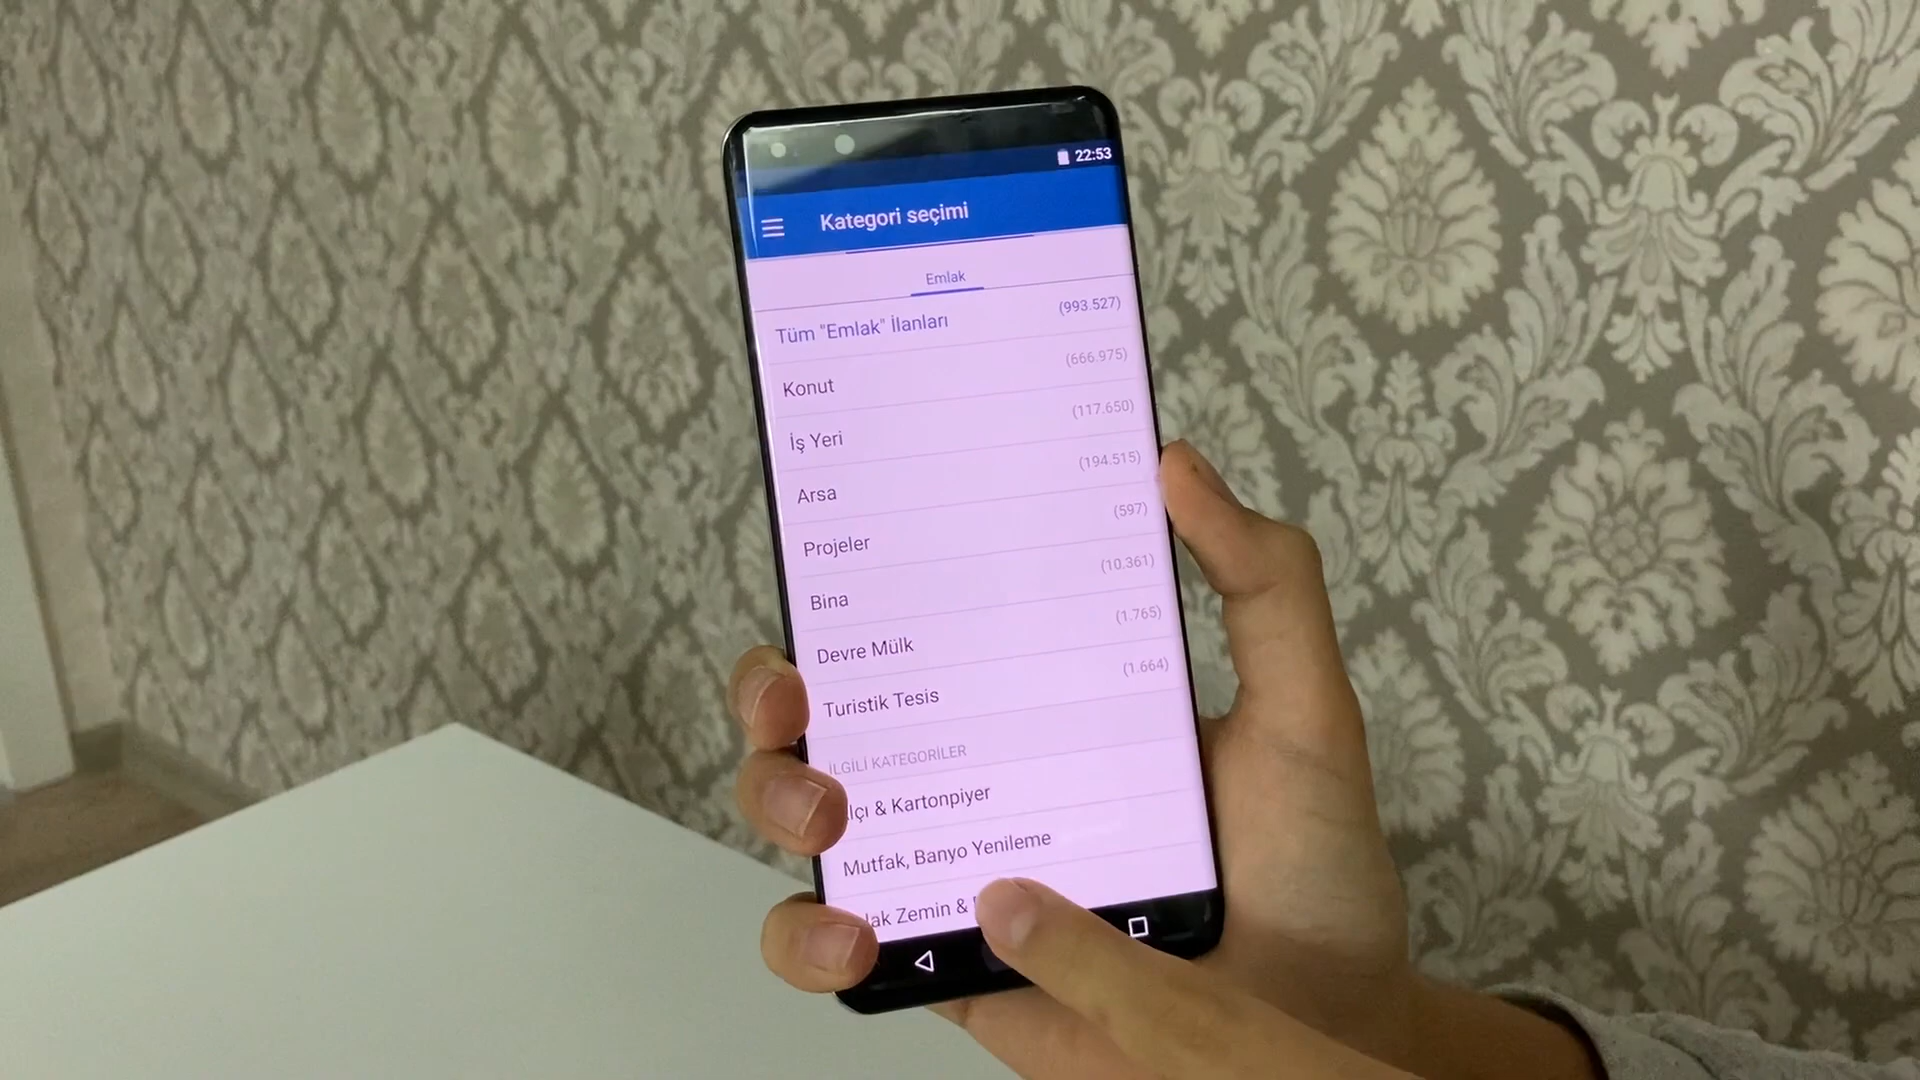 22:53
Kategori seçimi
Emlak
Tüm "Emlak" İlanları (993.527)
Konut (666.975)
İş Yeri (117.650)
Arsa (194.515)
Projeler (597)
Bina (10.361)
Devre Mülk (1.765)
Turistik Tesis (1.664)
İLGİLİ KATEGORİLER
& Kartonpiyer
Mutfak, Banyo Yenileme
Zemin &